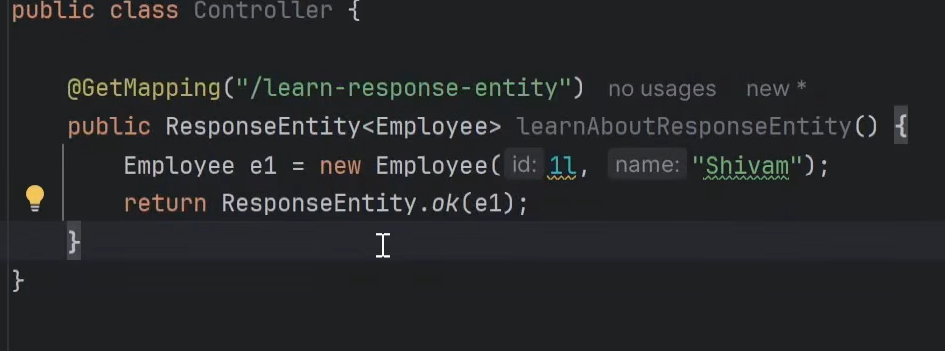 public class Controller {
@GetMapping("/learn-response-entity") no usages new *
public ResponseEntity<Employee> learnAboutResponseEntity() {
Employee e1 = new Employee( id: 1l, name: "Shivam");
return ResponseEntity.ok(e1);
}
}